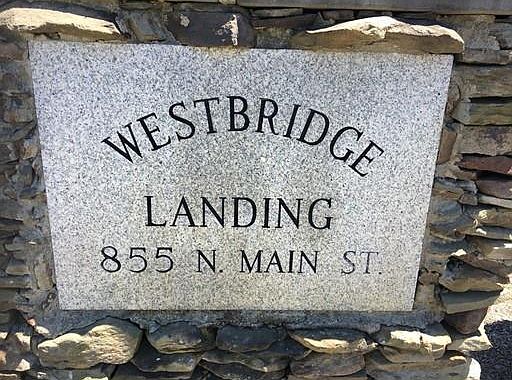 WESTBRIDGE
LANDING
855 N. MAIN ST.